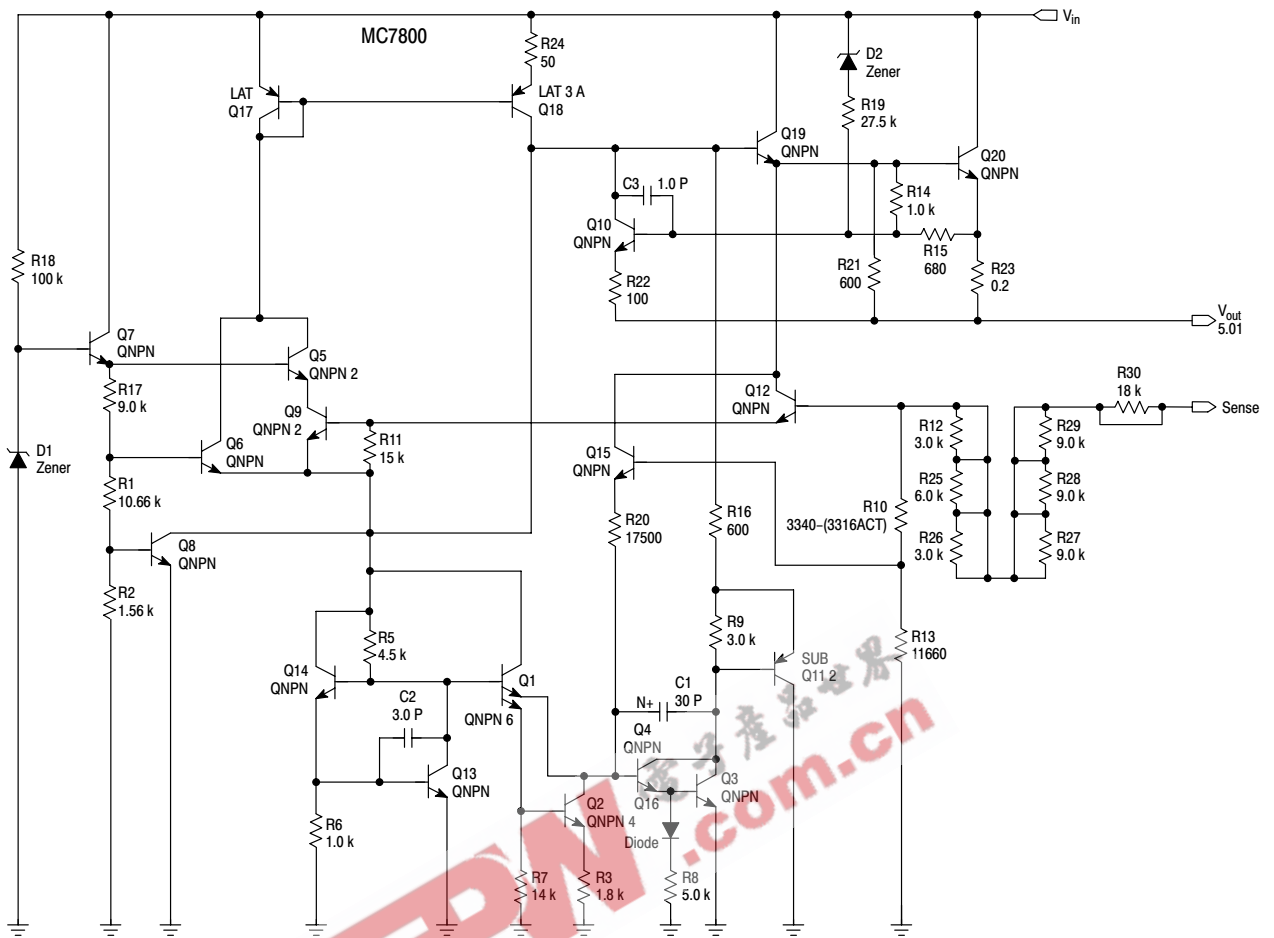 MC7800
Vin
R24
50
D2
Zener
LAT
Q17
LAT 3 A
Q18
R19
27.5 k
Q19
QNPN
Q20
QNPN
C3
1.0 P
R14
1.0 k
Q10
QNPN
R15
680
R18
100 k
R22
100
R21
600
R23
0.2
Vout
5.01
Q7
QNPN
Q5
QNPN 2
R17
9.0 k
R30
18 k
Sense
Q12
QNPN
Q9
QNPN 2
R12
3.0 k
R29
9.0 k
Q6
QNPN
R11
15 k
D1
Zener
Q15
QNPN
R1
10.66 k
R25
6.0 k
R28
9.0 k
R10
3340–(3316ACT)
R20
17500
R16
600
Q8
QNPN
R26
3.0 k
R27
9.0 k
R2
1.56 k
R9
3.0 k
R13
11660
R5
4.5 k
SUB
Q11 2
Q14
QNPN
Q1
QNPN 6
C2
3.0 P
N+
C1
30 P
Q4
QNPN
Q13
QNPN
Q3
QNPN
Q2
QNPN 4
Q16
R6
1.0 k
Diode
R7
14 k
R3
1.8 k
R8
5.0 k
電子產品世界
.com.cn